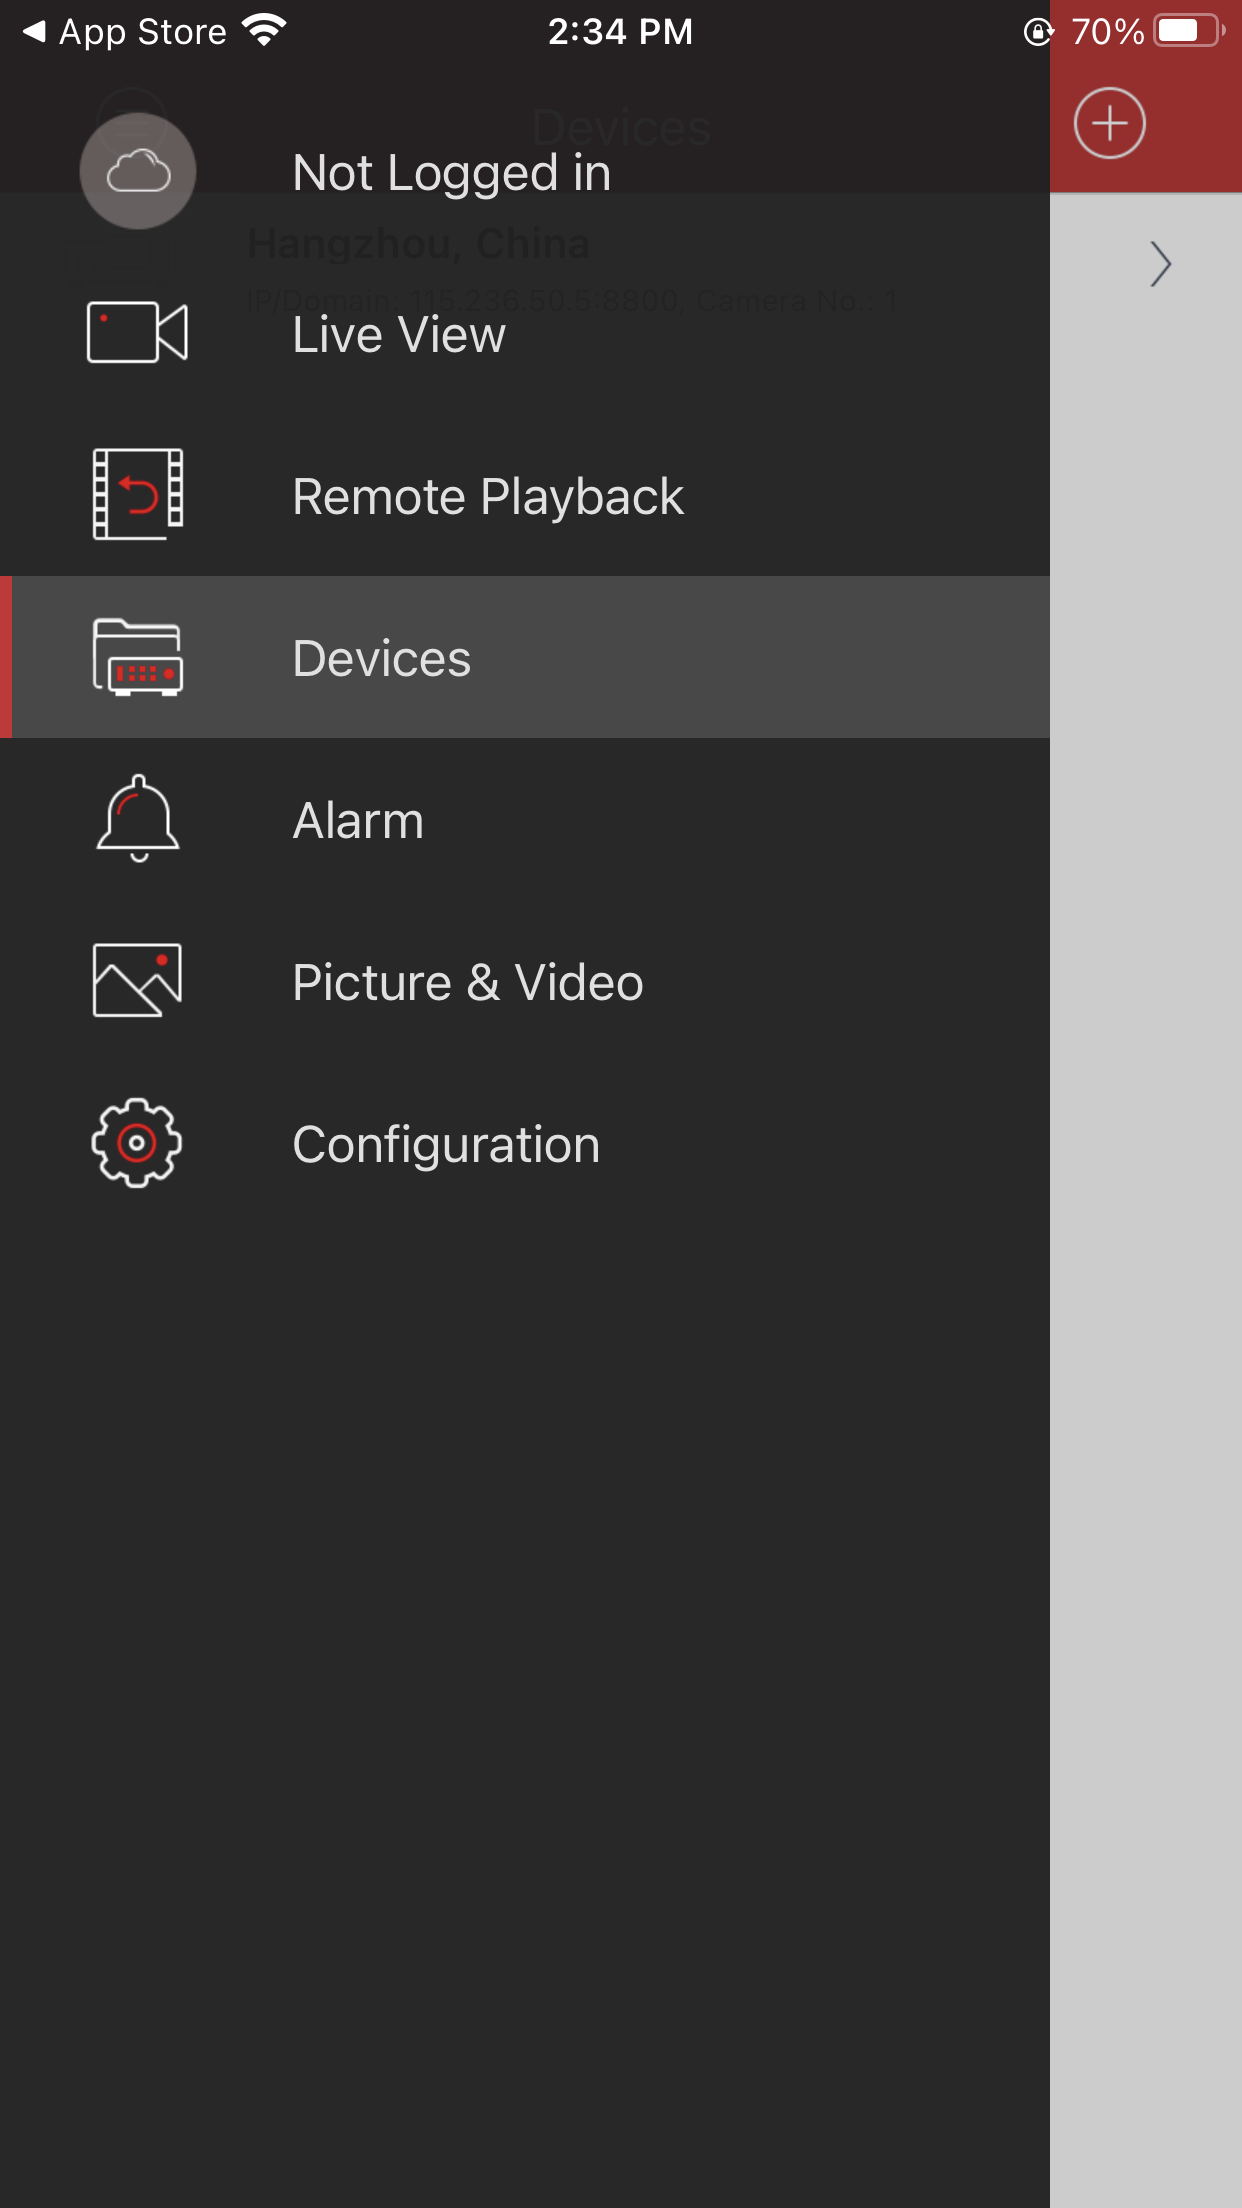 App Store
2:34 PM
70%
Devices
Not Logged in
Hangzhou, China
IP/Domain: 115.236.50.5:8800, Camera No.: 1
Live View
Remote Playback
Devices
Alarm
Picture & Video
Configuration